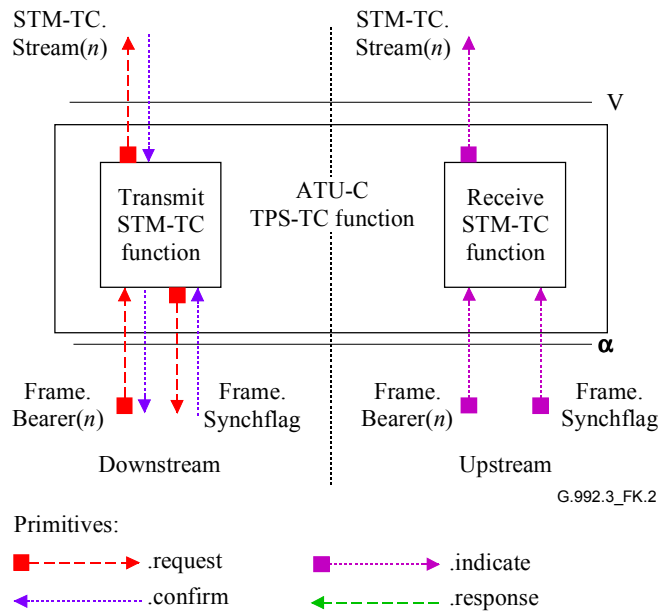 STM-TC.
Stream(n)
STM-TC.
Stream(n)
V
Transmit
STM-TC
function
ATU-C
TPS-TC function
Receive
STM-TC
function
α
Frame.
Bearer(n)
Frame.
Synchflag
Frame.
Bearer(n)
Frame.
Synchflag
Downstream
Upstream
G.992.3_FK.2
Primitives:
.request
.indicate
.confirm
.response